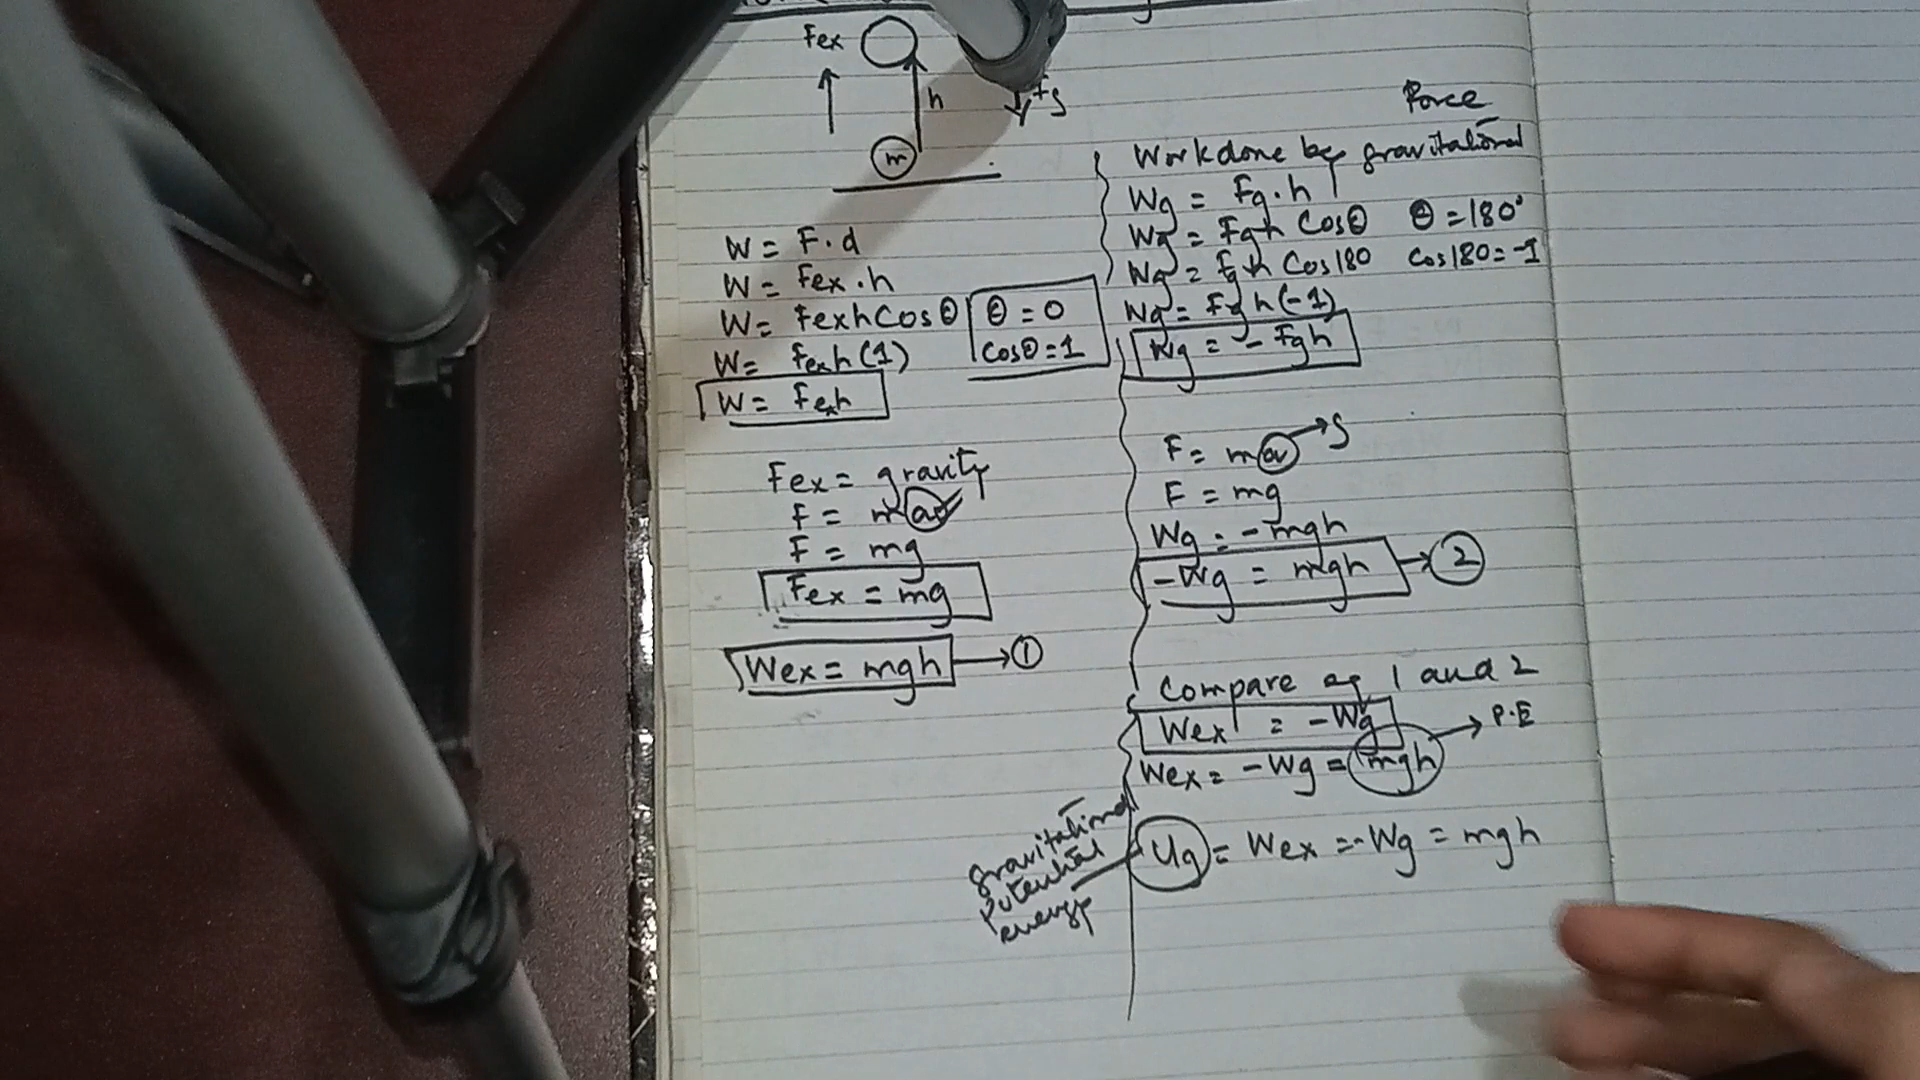 Fex
h
Fg
m
W = F.d
W = Fex.h
W = FexhCosθ
θ = 0
Cosθ = 1
W = Fexh(1)
W = Fexh
Fex = gravity
F = ma
F = mg
Fex = mg
Wex = mgh → 1
Force
Workdone by gravitational
Wg = Fg.h
Wg = Fgh Cosθ θ = 180°
Wg = Fgh Cos180 Cos180 = -1
Wg = Fgh(-1)
Wg = - Fgh
F = ma → g
F = mg
Wg = -mgh
-Wg = mgh → 2
Compare eq 1 and 2
Wex = -Wg
Wex = -Wg = mgh → P.E
gravitational
Potential
energy
Ug = Wex = -Wg = mgh